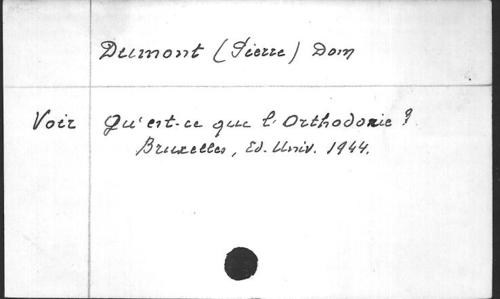 Dumont (Pierre) Dom
Voir Qu'est-ce que l'Orthodoxie ?
Bruxelles, Ed. Univ. 1944.